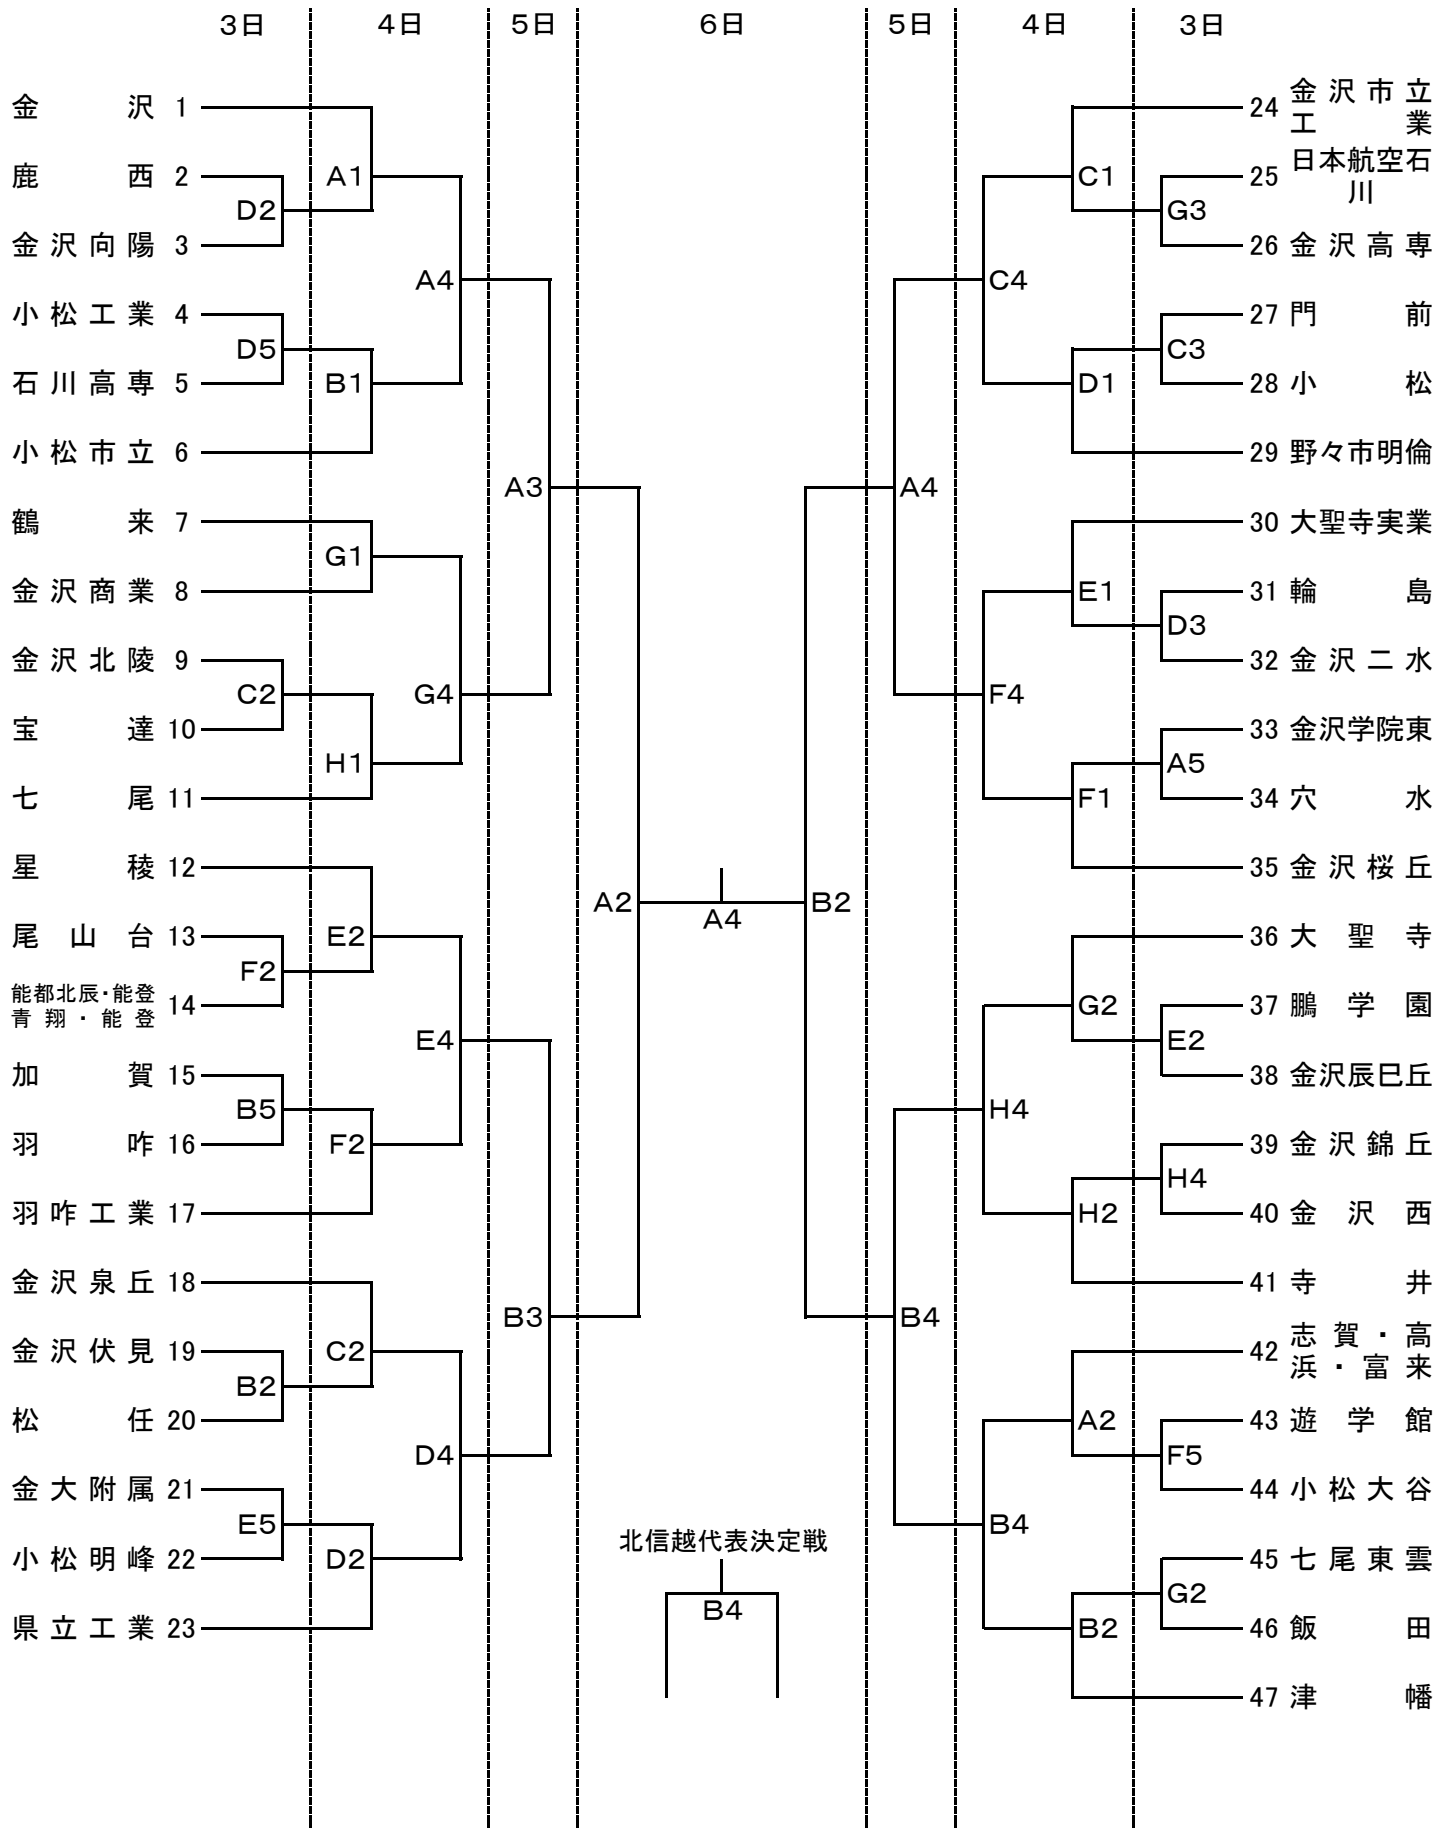 3日 4日 5日 6日 5日 4日 3日
金沢 1
鹿西 2
金沢向陽 3
小松工業 4
石川高専 5
小松市立 6
鶴来 7
金沢商業 8
金沢北陵 9
宝達 10
七尾 11
星稜 12
尾山台 13
能都北辰・能登
青翔・能登 14
加賀 15
羽咋 16
羽咋工業 17
金沢泉丘 18
金沢伏見 19
松任 20
金大附属 21
小松明峰 22
県立工業 23
D2
D5
C2
F2
B5
B2
E5
A1
B1
G1
H1
E2
F2
C2
D2
A4
G4
E4
D4
A3
B3
A2
A4
B2
北信越代表決定戦
B4
A4
B4
C4
F4
H4
B4
C1
D1
E1
F1
G2
H2
A2
B2
G3
C3
D3
A5
E2
H4
F5
G2
24 金沢市立
工業
25 日本航空石
川
26 金沢高専
27 門前
28 小松
29 野々市明倫
30 大聖寺実業
31 輪島
32 金沢二水
33 金沢学院東
34 穴水
35 金沢桜丘
36 大聖寺
37 鵬学園
38 金沢辰巳丘
39 金沢錦丘
40 金沢西
41 寺井
42 志賀・高
浜・富来
43 遊学館
44 小松大谷
45 七尾東雲
46 飯田
47 津幡